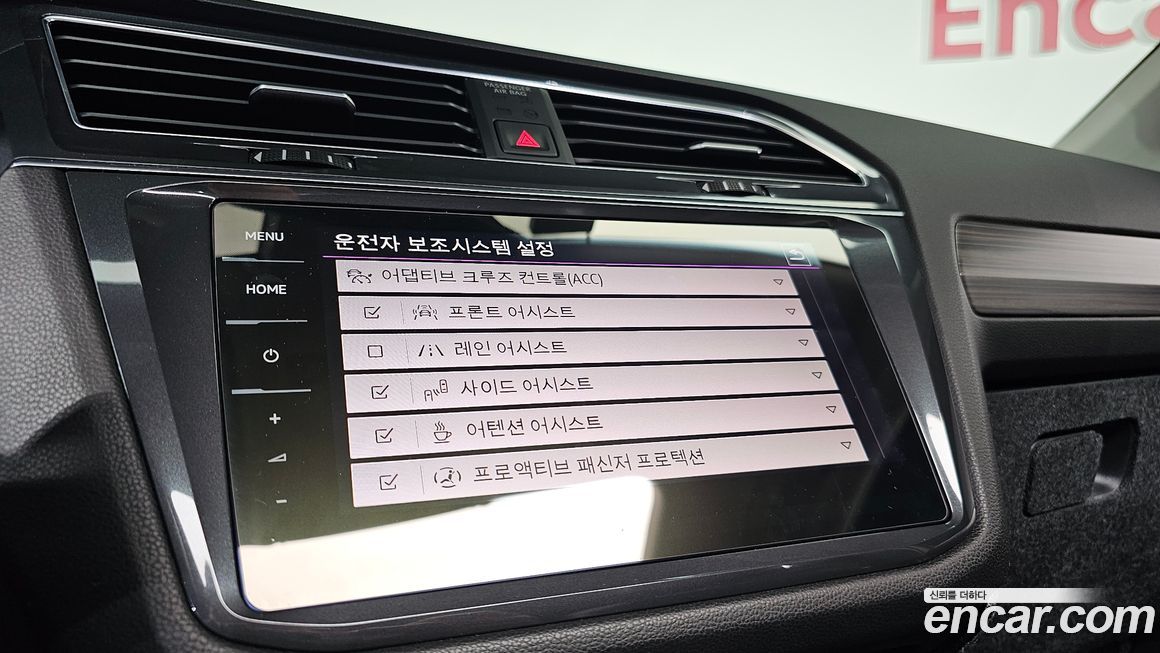 Enca
PASSENGER
AIR BAG
MENU
HOME
운전자 보조시스템 설정
어댑티브 크루즈 컨트롤(ACC)
프론트 어시스트
레인 어시스트
사이드 어시스트
어텐션 어시스트
프로액티브 패신저 프로텍션
+
-
신뢰를 더하다
encar.com